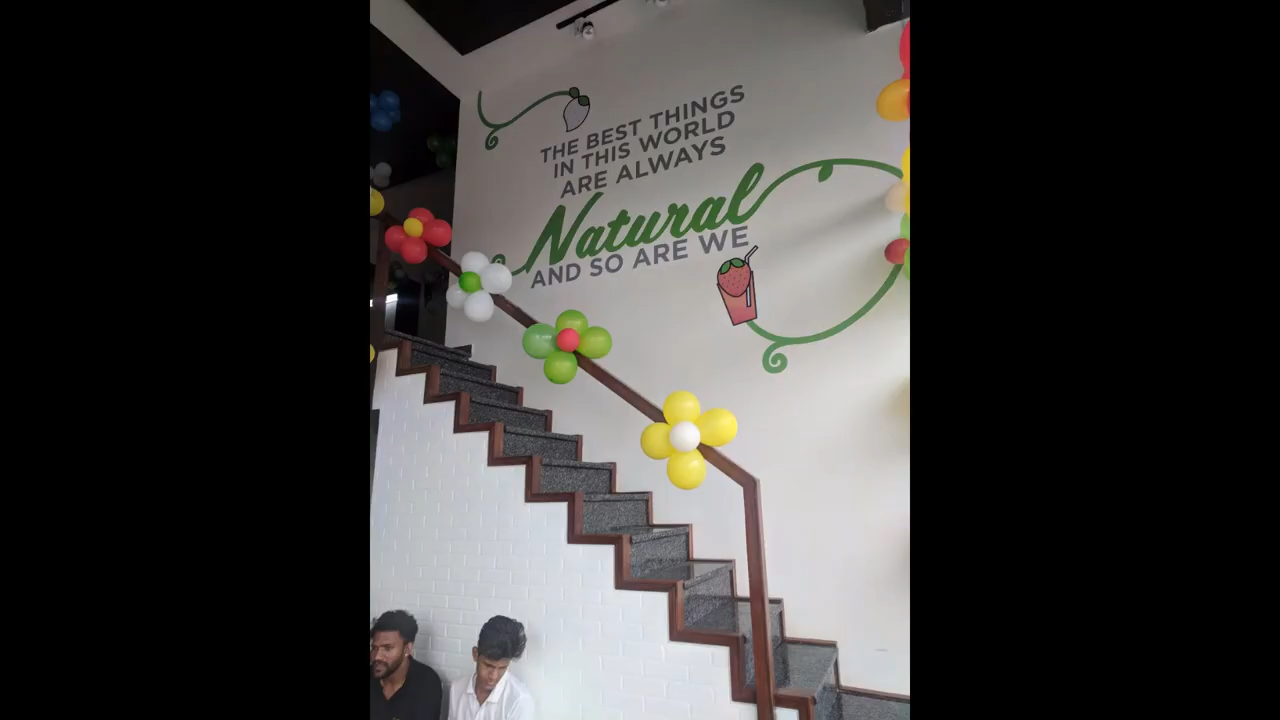 THE BEST THINGS
IN THIS WORLD
ARE ALWAYS
Natural
AND SO ARE WE